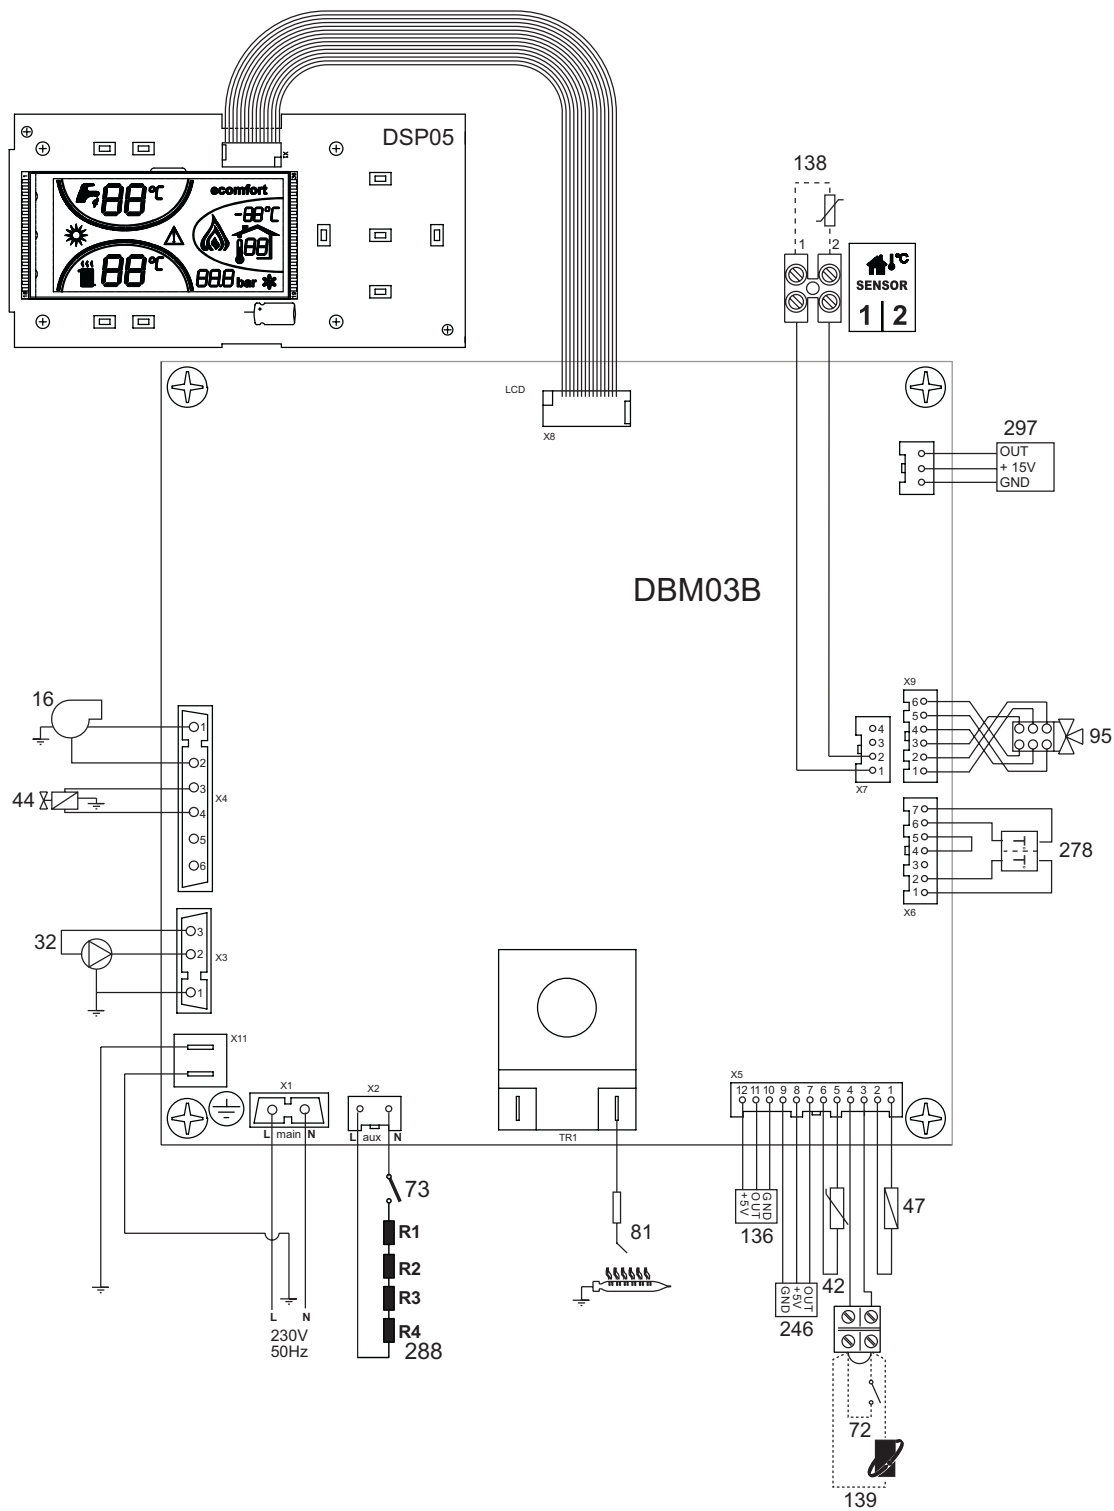 DSP05
X1
88°C
ecomfort
-88°C
88
88°C
88.8 bar
138
1 2
°C
SENSOR
1 2
LCD
X8
297
OUT
+ 15V
GND
DBM03B
16
1
2
3
44
4
X4
5
6
X9
6
5
4
3
2
1
95
4
3
2
1
X7
7
6
5
4
3
2
1
278
X6
32
3
2
X3
1
X11
X1
L main N
X2
L aux N
TR1
X5
12 11 10 9 8 7 6 5 4 3 2 1
73
R1
R2
R3
R4
288
L N
230V
50Hz
81
+5V
OUT
GND
136
GND
+5V
OUT
246
42
47
72
139